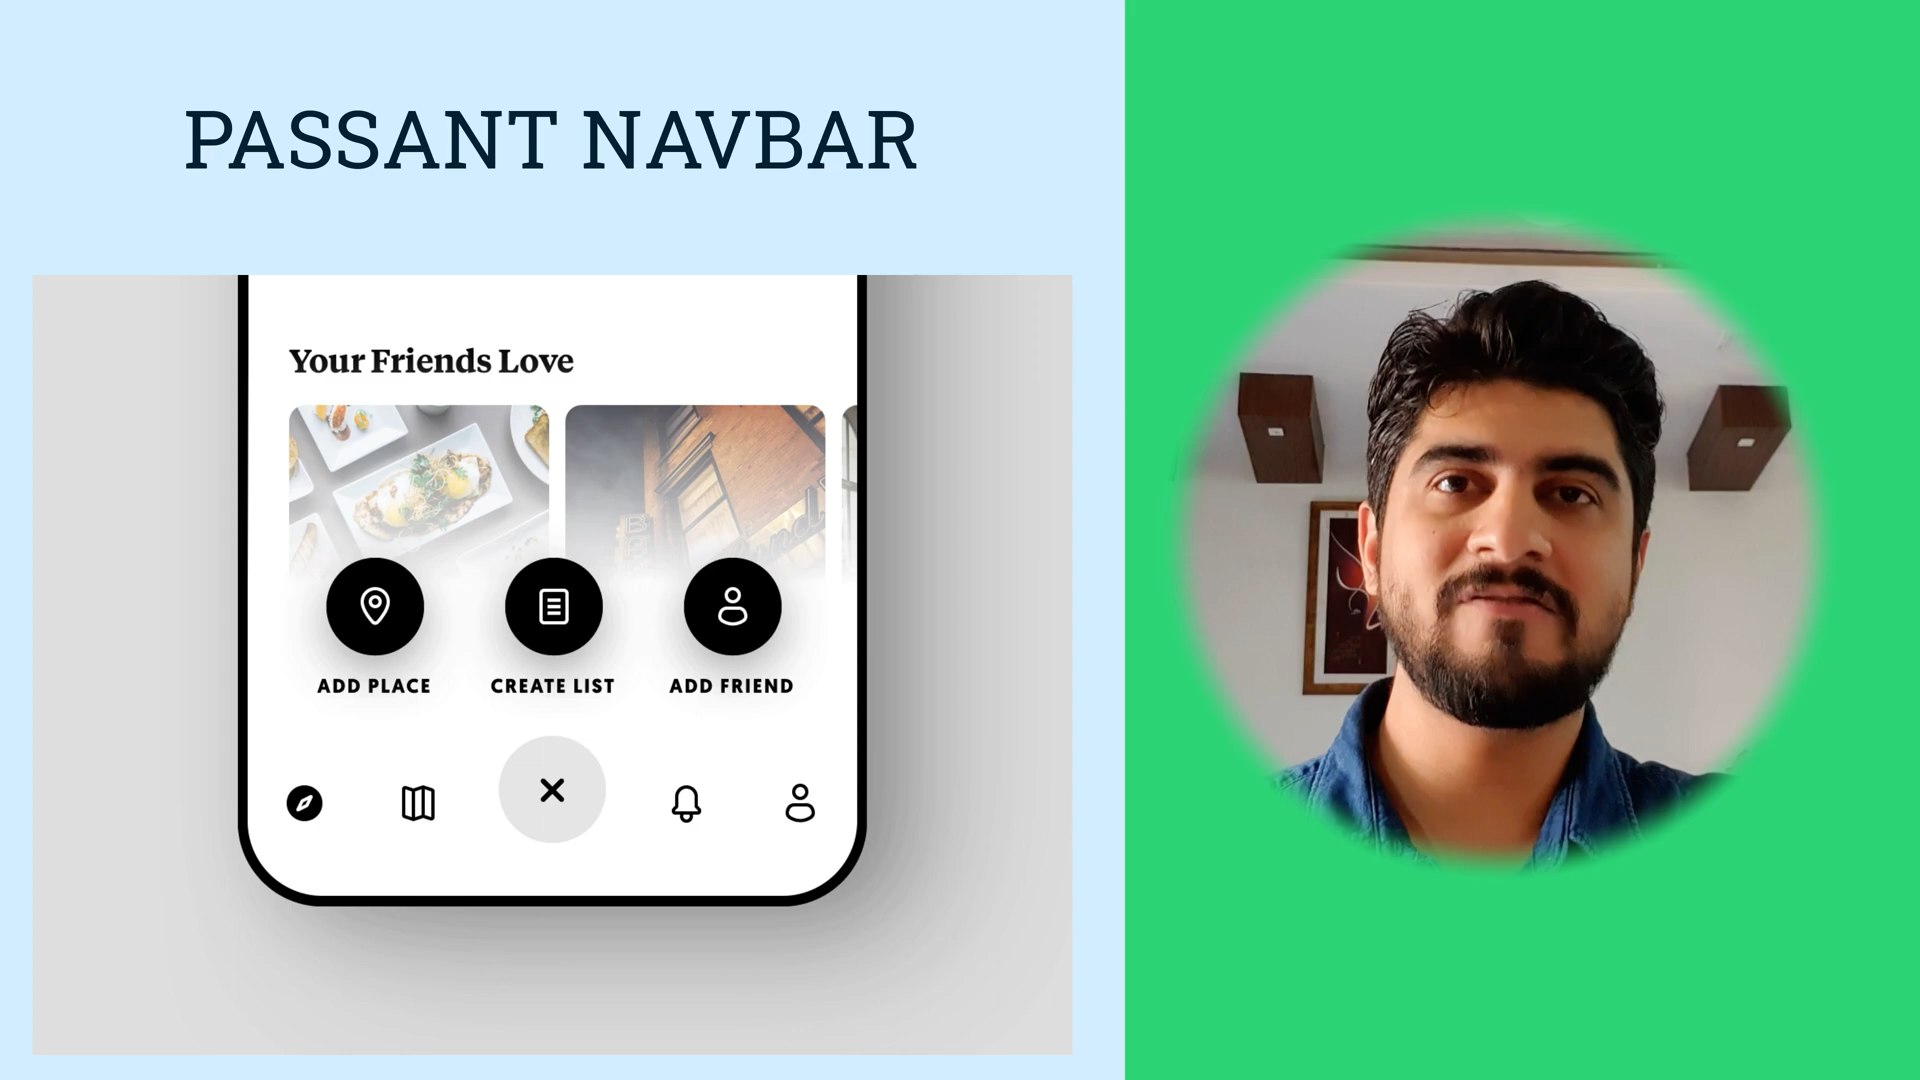 PASSANT NAVBAR
Your Friends Love
ADD PLACE
CREATE LIST
ADD FRIEND